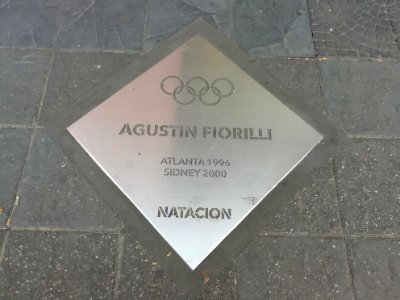 AGUSTIN FIORILLI
ATLANTA 1996
SIDNEY 2000
NATACION